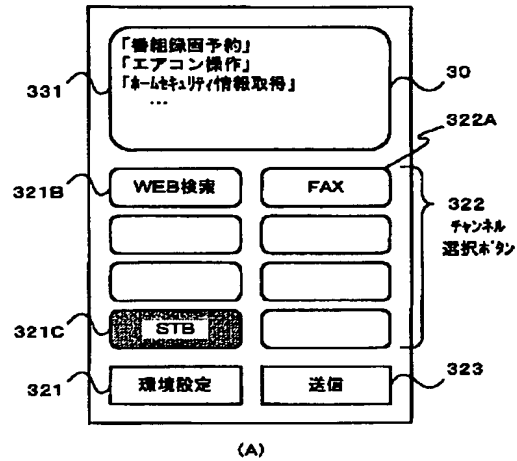 「番組録画予約」
「エアコン操作」
「ホームセキュリティ情報取得」
…
331
30
322A
321B
WEB検索
FAX
322
チャンネル
選択ボタン
321C
STB
321
環境設定
送信
323
(A)